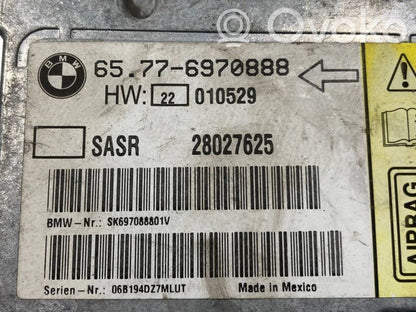 Ovoko
BMW
65.77-6970888
HW: 22 010529
SASR 28027625
BMW-Nr.: SK697088801V
Serien-Nr.: 06B194DZ7MLUT Made in Mexico
AIRBAG